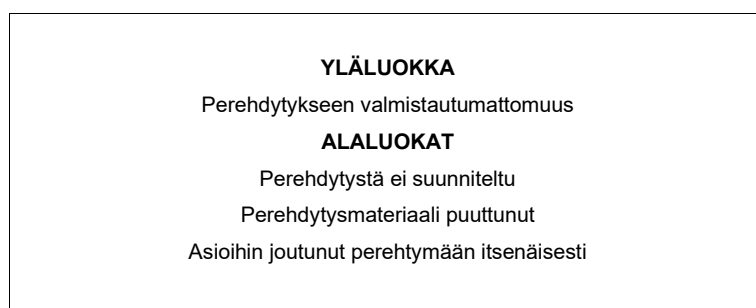 YLÄLUOKKA
Perehdytykseen valmistautumattomuus
ALALUOKAT
Perehdytystä ei suunniteltu
Perehdytysmateriaali puuttunut
Asioihin joutunut perehtymään itsenäisesti